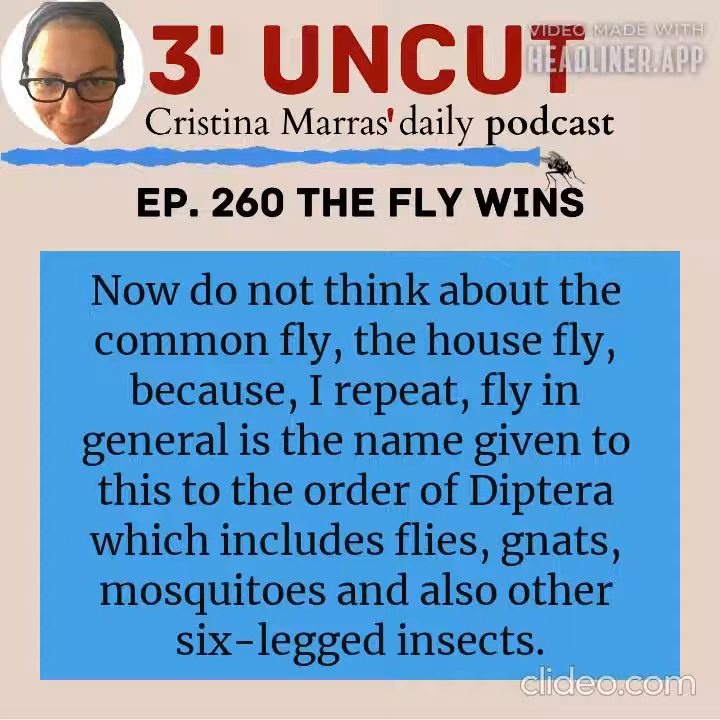 3' UNCUT
VIDEO MADE WITH
HEADLINER.APP
Cristina Marras' daily podcast
EP. 260 THE FLY WINS
Now do not think about the
common fly, the house fly,
because, I repeat, fly in
general is the name given to
this to the order of Diptera
which includes flies, gnats,
mosquitoes and also other
six-legged insects.
clideo.com